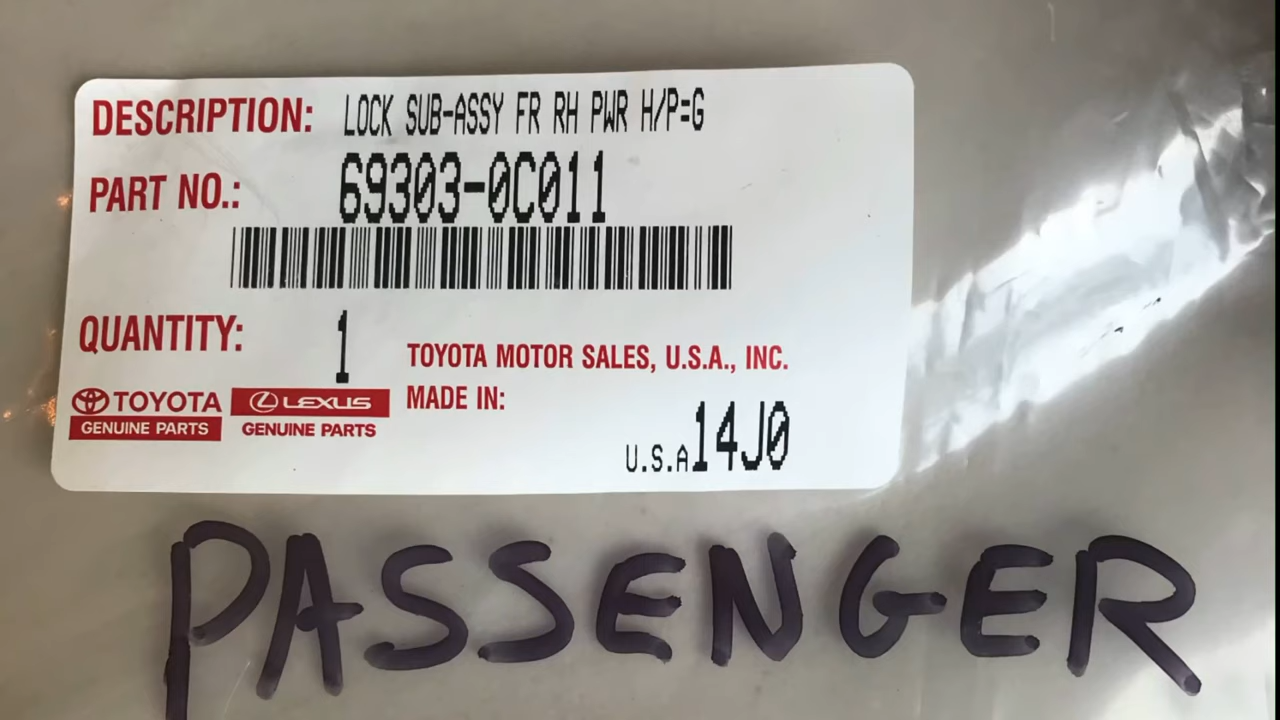 DESCRIPTION: LOCK SUB-ASSY FR RH PWR H/P=G
PART NO.: 69303-0C011
QUANTITY: 1
TOYOTA MOTOR SALES, U.S.A., INC.
TOYOTA LEXUS MADE IN:
GENUINE PARTS GENUINE PARTS
U.S.A 14J0
PASSENGER